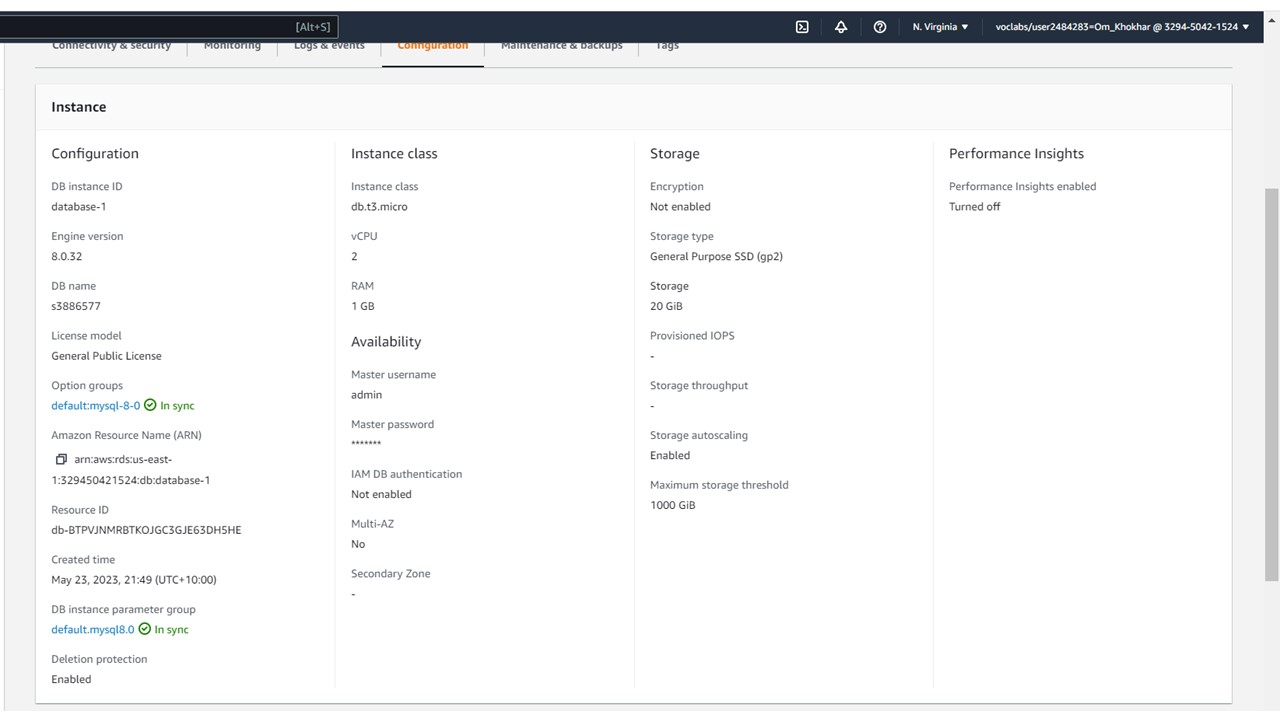 [Alt+S]
N. Virginia ▼
voclabs/user2484283=Om_Khokhar @ 3294-5042-1524 ▼
Connectivity & security
Monitoring
Logs & events
Configuration
Maintenance & backups
Tags
Instance
Configuration
DB instance ID
database-1
Engine version
8.0.32
DB name
s3886577
License model
General Public License
Option groups
default:mysql-8-0 In sync
Amazon Resource Name (ARN)
arn:aws:rds:us-east-
1:329450421524:db:database-1
Resource ID
db-BTPVJNMRBTKOJGC3GJE63DH5HE
Created time
May 23, 2023, 21:49 (UTC+10:00)
DB instance parameter group
default.mysql8.0 In sync
Deletion protection
Enabled
Instance class
Instance class
db.t3.micro
vCPU
2
RAM
1 GB
Availability
Master username
admin
Master password
*******
IAM DB authentication
Not enabled
Multi-AZ
No
Secondary Zone
-
Storage
Encryption
Not enabled
Storage type
General Purpose SSD (gp2)
Storage
20 GiB
Provisioned IOPS
-
Storage throughput
-
Storage autoscaling
Enabled
Maximum storage threshold
1000 GiB
Performance Insights
Performance Insights enabled
Turned off